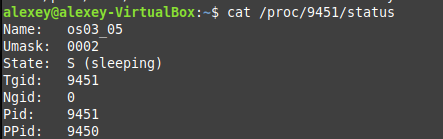 alexey@alexey-VirtualBox:~$ cat /proc/9451/status
Name:   os03_05
Umask:  0002
State:  S (sleeping)
Tgid:   9451
Ngid:   0
Pid:    9451
PPid:   9450